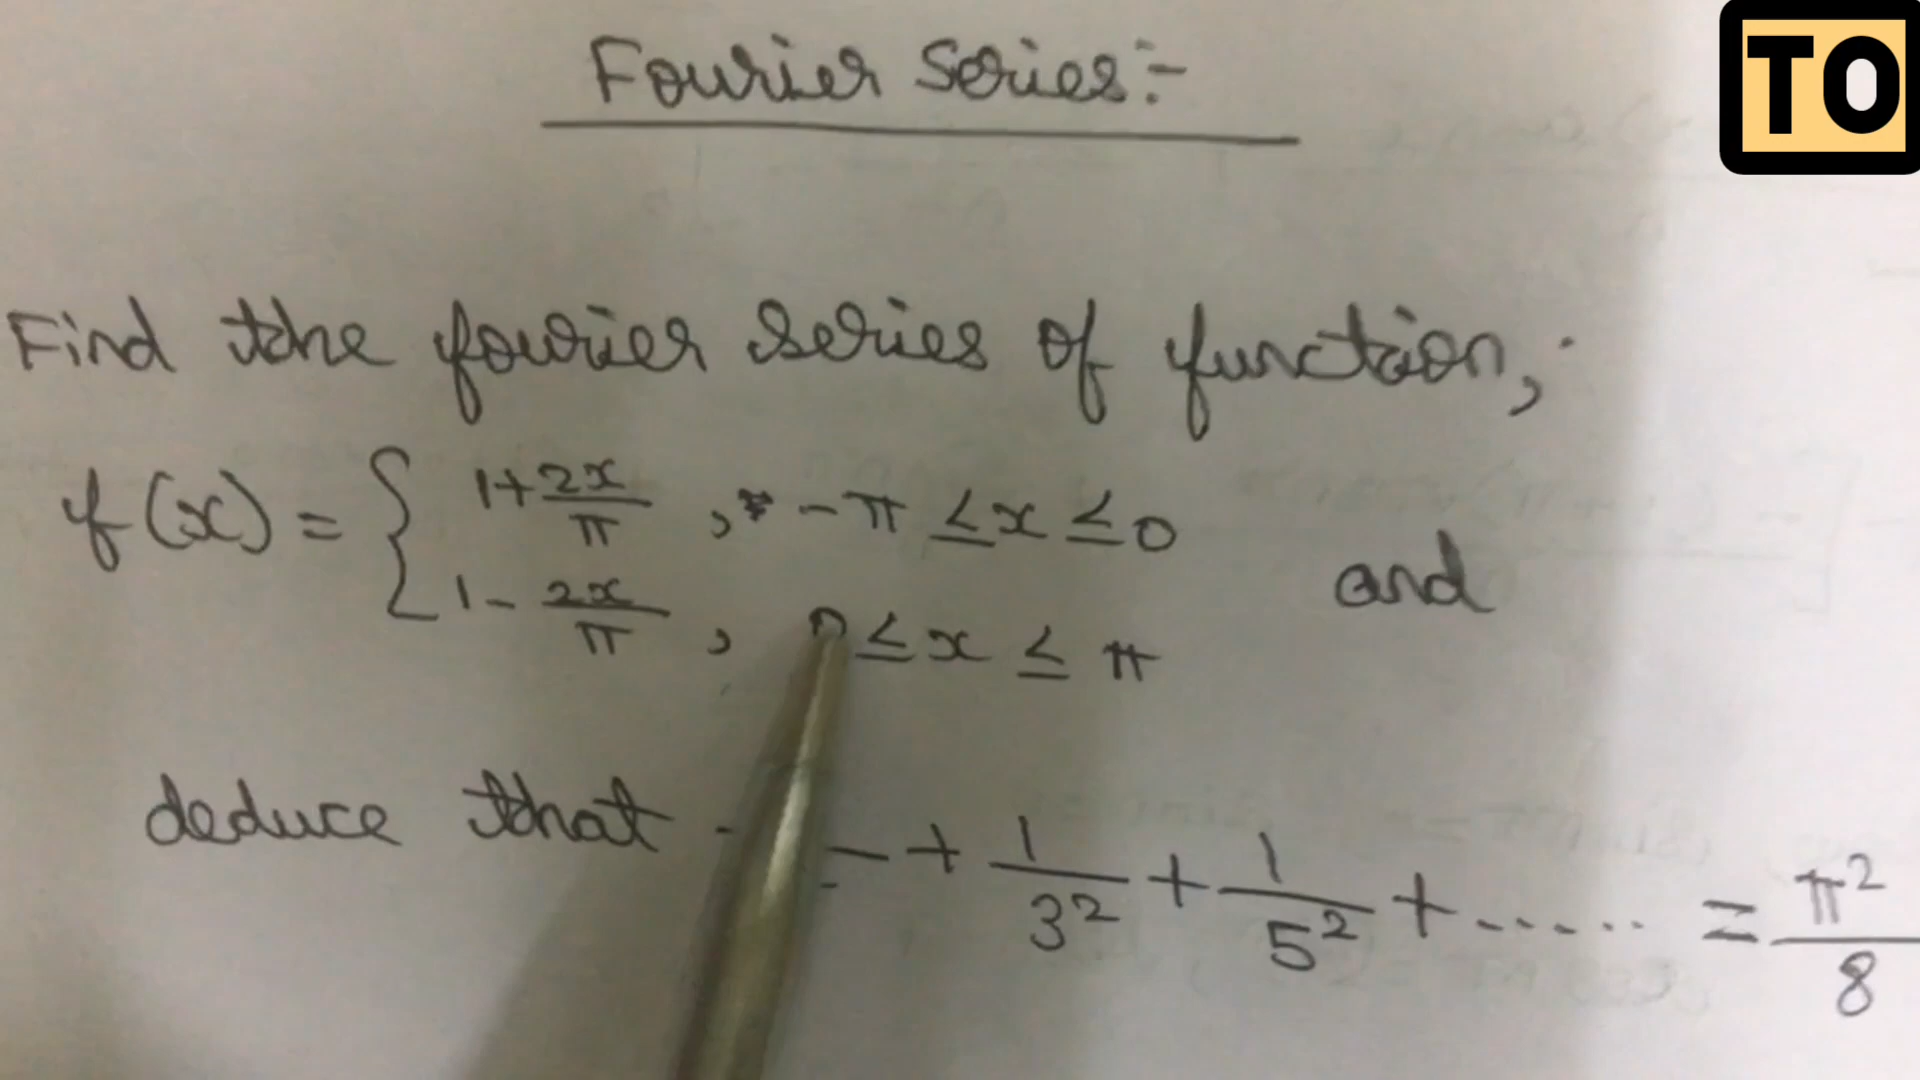 TO
Fourier Series:-
Find the fourier series of function,
f(x) = { 1+2x/π , -π ≤ x ≤ 0
1 - 2x/π , 0 ≤ x ≤ π and
deduce that + 1/3² + 1/5² + ...... = π²/8